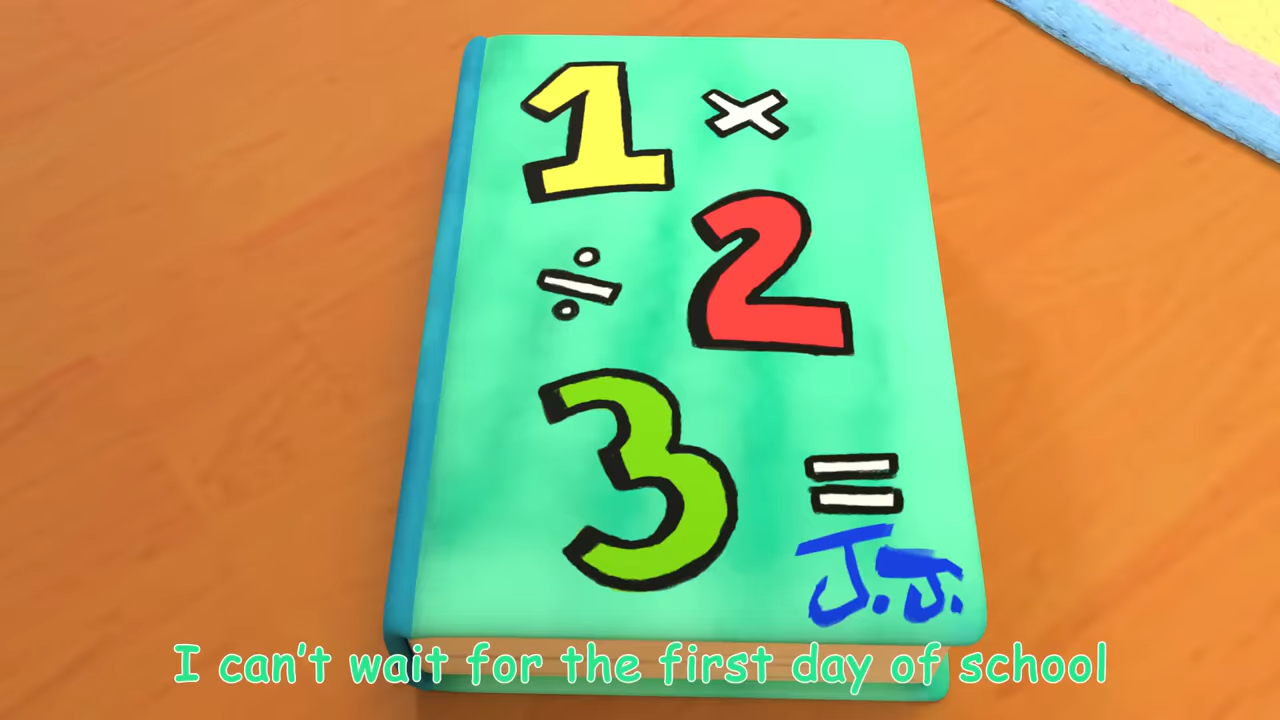 1 ×
÷ 2
3 =
J.J.
I can't wait for the first day of school